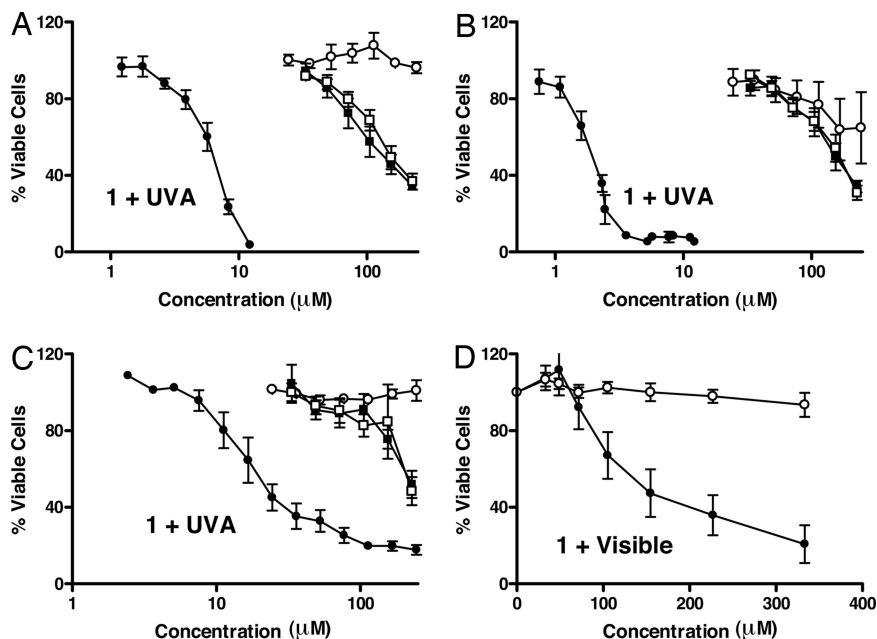 A
120
80
40
0
% Viable Cells
1 + UVA
1
10
100
Concentration (μM)
B
120
80
40
0
% Viable Cells
1 + UVA
1
10
100
Concentration (μM)
C
120
80
40
0
% Viable Cells
1 + UVA
1
10
100
Concentration (μM)
D
120
80
40
0
% Viable Cells
1 + Visible
0
100
200
300
400
Concentration (μM)